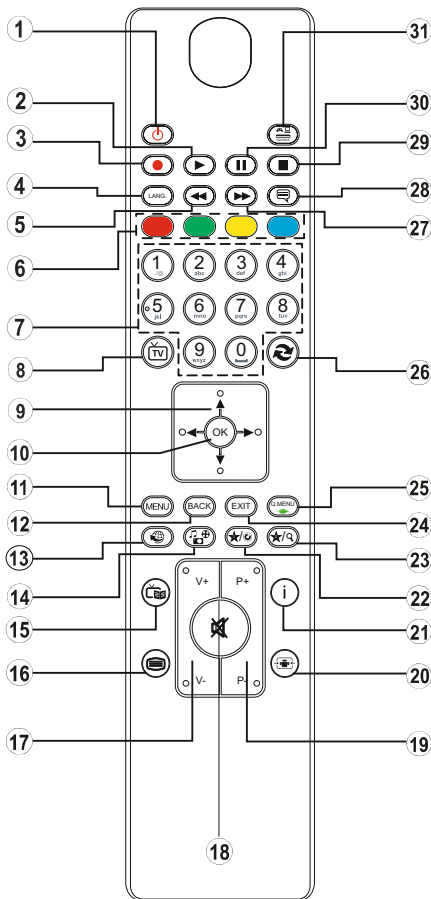 1
31
2
30
3
29
4
LANG.
28
5
27
6
1 .:@
2 abc
3 def
4 ghi
7
5 jkl
6 mno
7 pqrs
8 tuv
8
TV
9 wxyz
0
26
9
10
OK
11
MENU
BACK
EXIT
Q.MENU
25
12
24
13
23
14
22
V+
P+
15
i
21
16
20
V-
P-
17
19
18